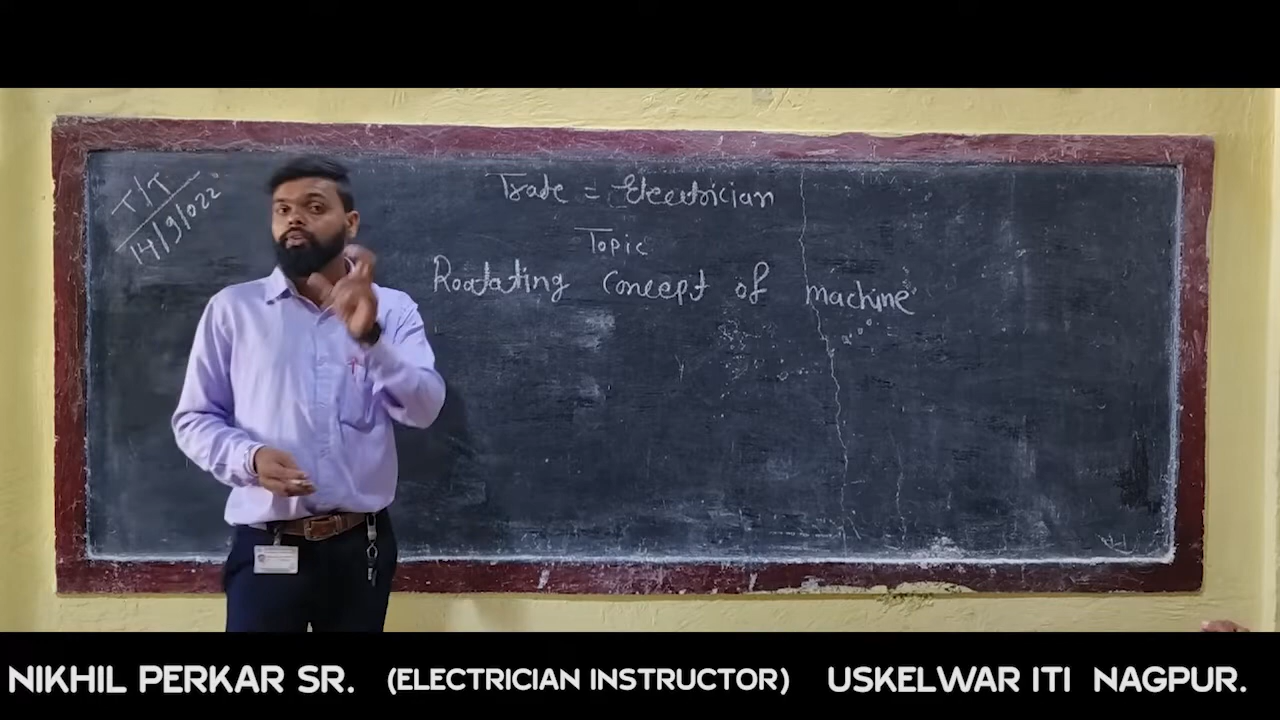 T/T
14/9/022
Trade = Electrician
Topic
Roatating Concept of machine
NIKHIL PERKAR SR. (ELECTRICIAN INSTRUCTOR) USKELWAR ITI NAGPUR.